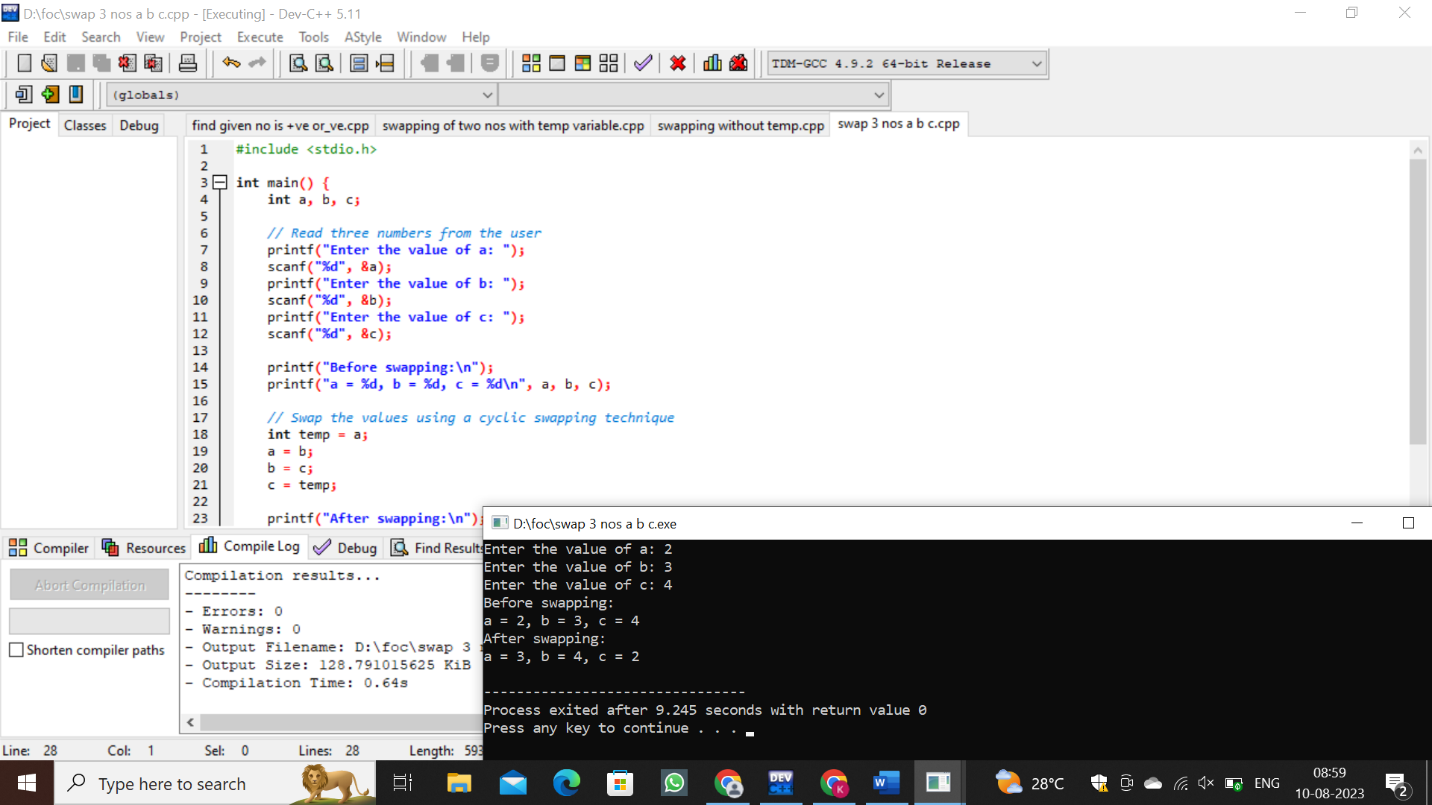 D:\foc\swap 3 nos a b c.cpp - [Executing] - Dev-C++ 5.11
File Edit Search View Project Execute Tools AStyle Window Help
TDM-GCC 4.9.2 64-bit Release
(globals)
Project Classes Debug
find given no is +ve or_ve.cpp swapping of two nos with temp variable.cpp swapping without temp.cpp swap 3 nos a b c.cpp
1 #include <stdio.h>
2
3 int main() {
4 int a, b, c;
5
6 // Read three numbers from the user
7 printf("Enter the value of a: ");
8 scanf("%d", &a);
9 printf("Enter the value of b: ");
10 scanf("%d", &b);
11 printf("Enter the value of c: ");
12 scanf("%d", &c);
13
14 printf("Before swapping:\n");
15 printf("a = %d, b = %d, c = %d\n", a, b, c);
16
17 // Swap the values using a cyclic swapping technique
18 int temp = a;
19 a = b;
20 b = c;
21 c = temp;
22
23 printf("After swapping:\n");
Compiler Resources Compile Log Debug Find Results
Abort Compilation
Shorten compiler paths
Compilation results...
--------
- Errors: 0
- Warnings: 0
- Output Filename: D:\foc\swap 3
- Output Size: 128.791015625 KiB
- Compilation Time: 0.64s
D:\foc\swap 3 nos a b c.exe
Enter the value of a: 2
Enter the value of b: 3
Enter the value of c: 4
Before swapping:
a = 2, b = 3, c = 4
After swapping:
a = 3, b = 4, c = 2
--------------------------------
Process exited after 9.245 seconds with return value 0
Press any key to continue . . .
Line: 28 Col: 1 Sel: 0 Lines: 28 Length: 593
Type here to search
DEV C++
K
W
28°C
ENG
08:59
10-08-2023
2